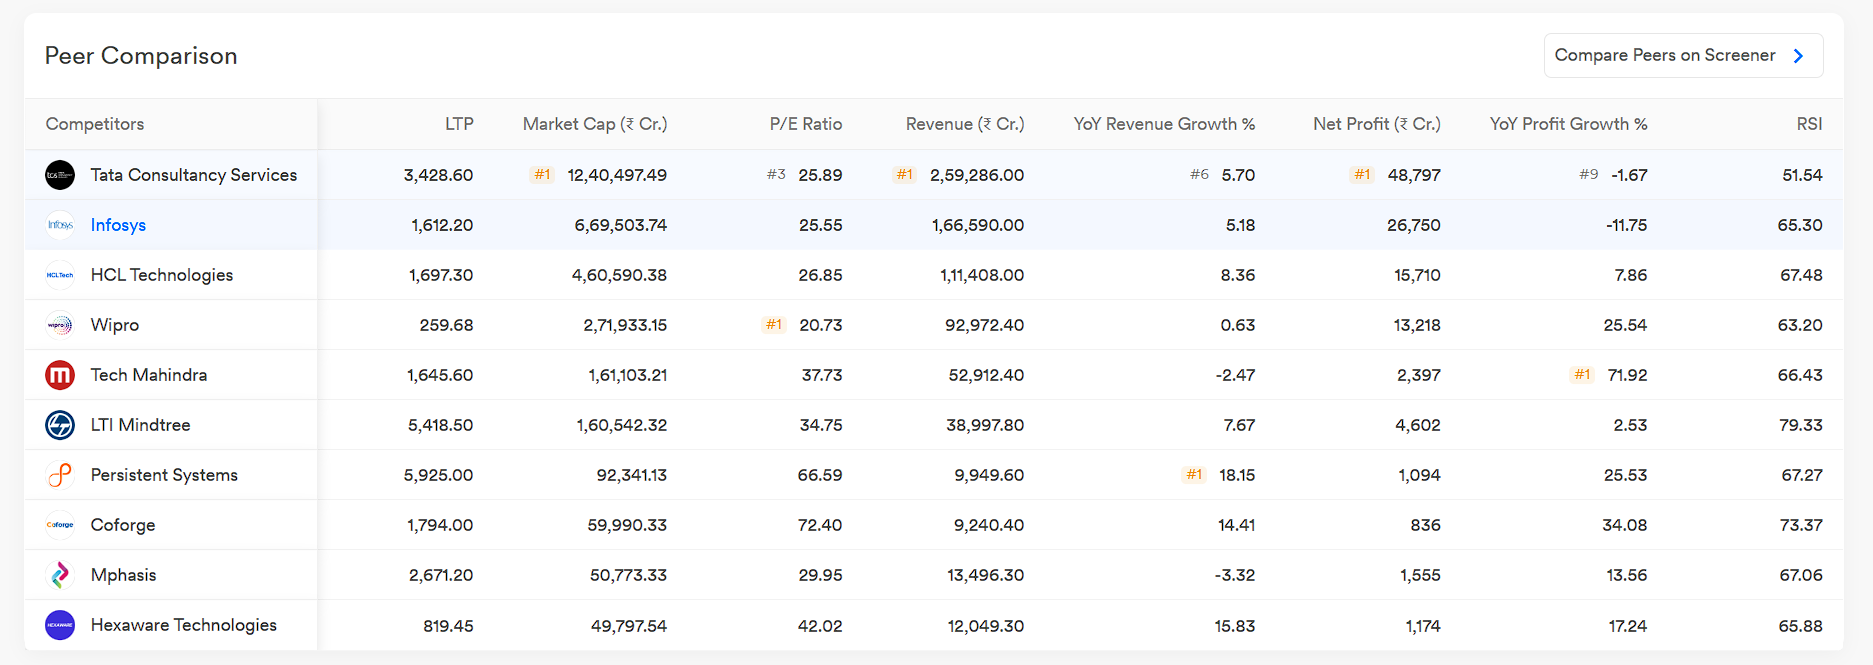 Peer Comparison
Compare Peers on Screener
Competitors LTP Market Cap (₹ Cr.) P/E Ratio Revenue (₹ Cr.) YoY Revenue Growth % Net Profit (₹ Cr.) YoY Profit Growth % RSI
tcs Tata Consultancy Services 3,428.60 #1 12,40,497.49 #3 25.89 #1 2,59,286.00 #6 5.70 #1 48,797 #9 -1.67 51.54
Infosys Infosys 1,612.20 6,69,503.74 25.55 1,66,590.00 5.18 26,750 -11.75 65.30
HCLTech HCL Technologies 1,697.30 4,60,590.38 26.85 1,11,408.00 8.36 15,710 7.86 67.48
wipro Wipro 259.68 2,71,933.15 #1 20.73 92,972.40 0.63 13,218 25.54 63.20
m Tech Mahindra 1,645.60 1,61,103.21 37.73 52,912.40 -2.47 2,397 #1 71.92 66.43
LTI Mindtree 5,418.50 1,60,542.32 34.75 38,997.80 7.67 4,602 2.53 79.33
Persistent Systems 5,925.00 92,341.13 66.59 9,949.60 #1 18.15 1,094 25.53 67.27
Coforge Coforge 1,794.00 59,990.33 72.40 9,240.40 14.41 836 34.08 73.37
Mphasis 2,671.20 50,773.33 29.95 13,496.30 -3.32 1,555 13.56 67.06
HEXAWARE Hexaware Technologies 819.45 49,797.54 42.02 12,049.30 15.83 1,174 17.24 65.88